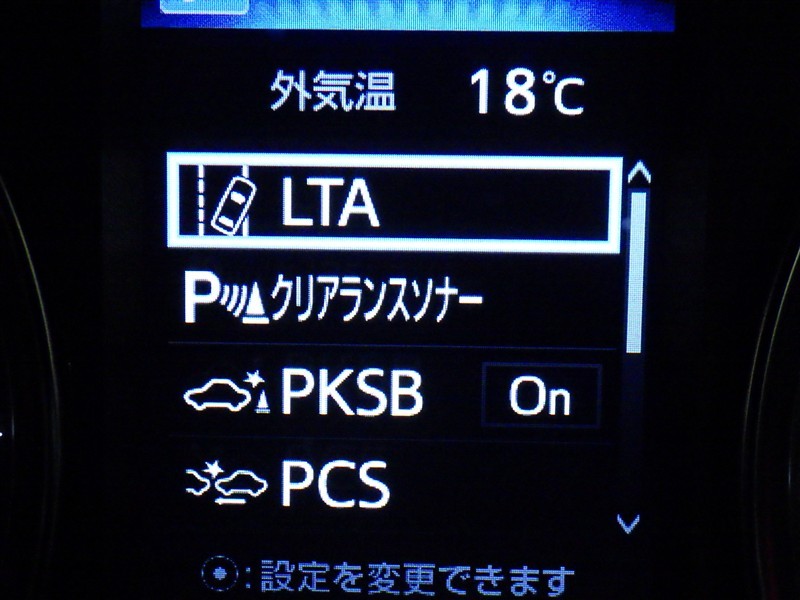 外気温 18℃
LTA
Pクリアランスソナー
PKSB On
PCS
:設定を変更できます